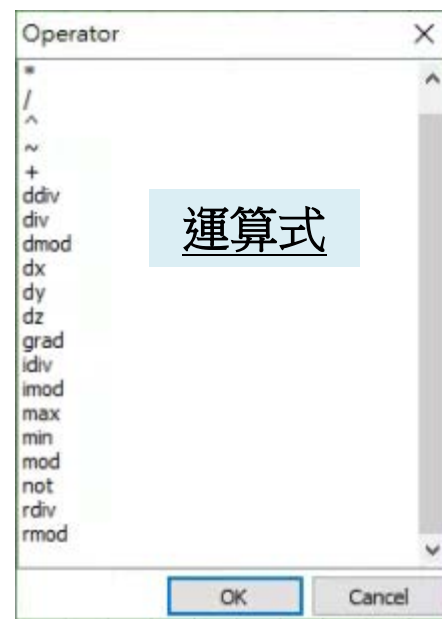 Operator
*
/
^
~
+
ddiv
div
dmod
dx
dy
dz
grad
idiv
imod
max
min
mod
not
rdiv
rmod
運算式
OK
Cancel